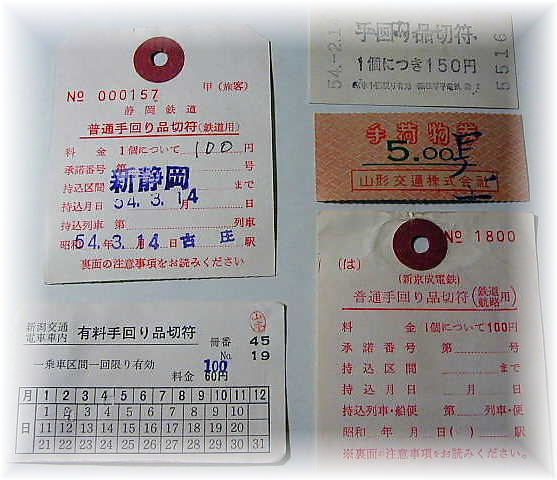 No 000157
甲(旅客)
静岡鉄道
普通手回り品切符(鉄道用)
料金 1個について 100 円
承諾番号 第 号
持込区間 新静岡 まで
持込月日 54.3.14 日
持込列車 第 列車
昭和 54.3.14 日 古庄 駅
裏面の注意事項をお読みください
54.-2.14
手回り品切符
1個につき150円
5516
手荷物券
5.00
山形交通株式会社
No 1800
(は)
(新京成電鉄)
普通手回り品切符(鉄道航路用)
料金 1個について100円
承諾番号 第 号
持込区間 まで
持込月日 月 日
持込列車・船便 第 列車・便
昭和 年 月 日( ) 駅
※裏面の注意事項をお読みくださ
新潟交通
電車車内
有料手回り品切符
冊番 45
No. 19
一乗車区間一回限り有効
100
料金 60円
月 1 2 3 4 5 6 7 8 9 10 11 12
日 1 2 3 4 5 6 7 8 9 10
11 12 13 14 15 16 17 18 19 20
21 22 23 24 25 26 27 28 29 30 31